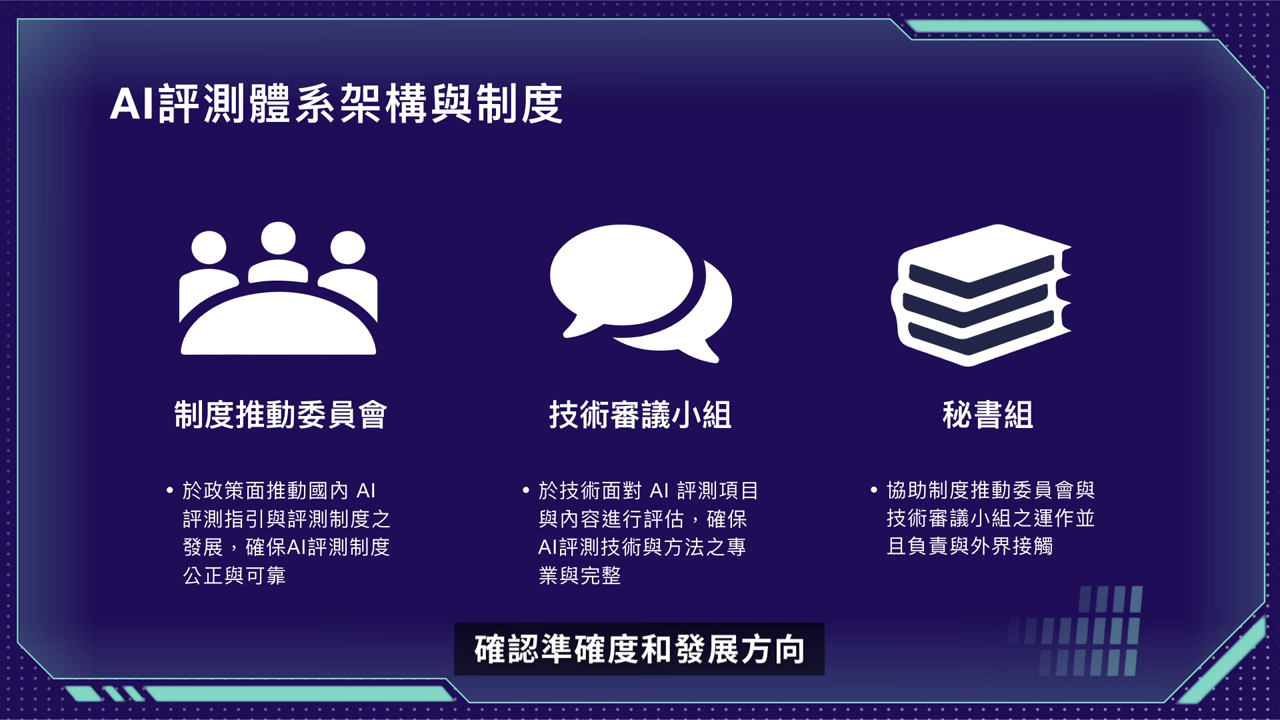 AI評測體系架構與制度
制度推動委員會
• 於政策面推動國內 AI
評測指引與評測制度之
發展，確保AI評測制度
公正與可靠
技術審議小組
• 於技術面對 AI 評測項目
與內容進行評估，確保
AI評測技術與方法之專
業與完整
秘書組
• 協助制度推動委員會與
技術審議小組之運作並
且負責與外界接觸
確認準確度和發展方向